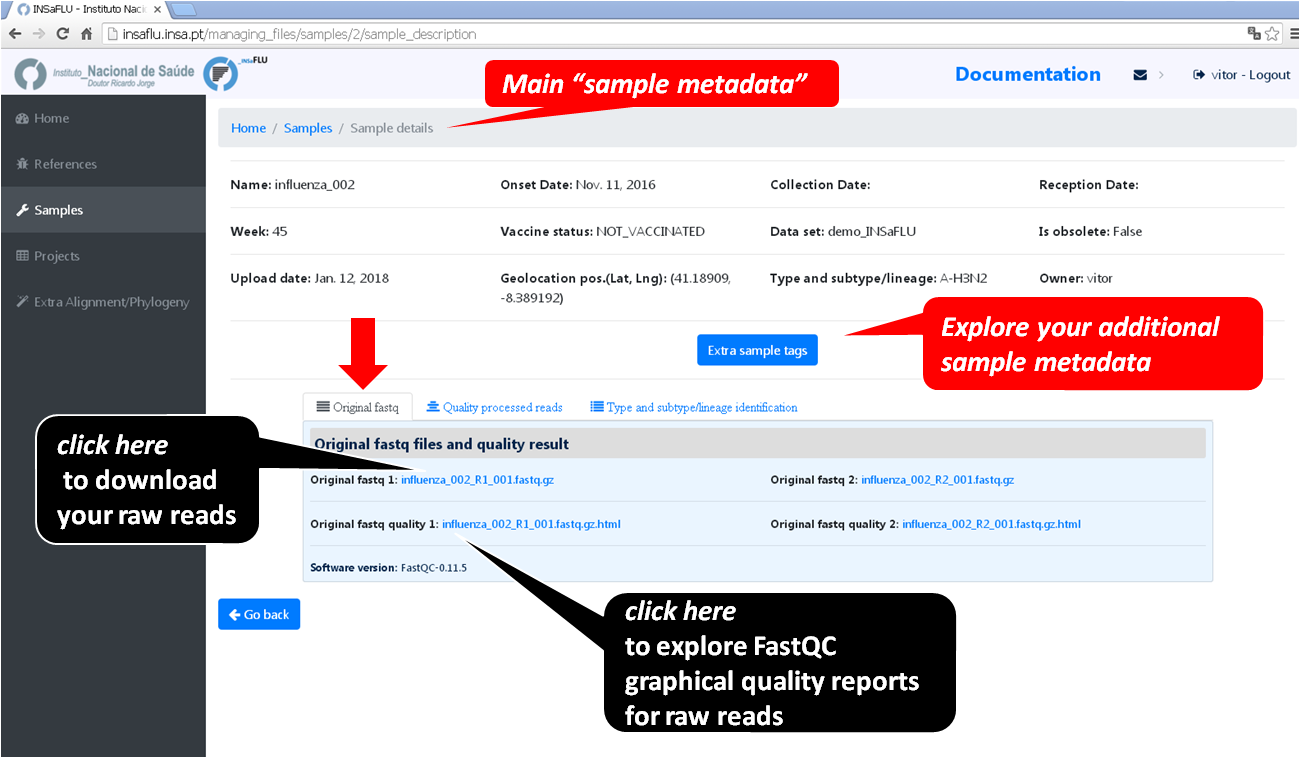 INSaFLU - Instituto Naci
insaflu.insa.pt/managing_files/samples/2/sample_description
Instituto_Nacional de Saúde
Doutor Ricardo Jorge
_INSaFLU
Main “sample metadata”
Documentation
vitor - Logout
Home
References
Samples
Projects
Extra Alignment/Phylogeny
Home / Samples / Sample details
Name: influenza_002
Onset Date: Nov. 11, 2016
Collection Date:
Reception Date:
Week: 45
Vaccine status: NOT_VACCINATED
Data set: demo_INSaFLU
Is obsolete: False
Upload date: Jan. 12, 2018
Geolocation pos.(Lat, Lng): (41.18909,
-8.389192)
Type and subtype/lineage: A-H3N2
Owner: vitor
Extra sample tags
Explore your additional
sample metadata
Original fastq
Quality processed reads
Type and subtype/lineage identification
Original fastq files and quality result
click here
to download
your raw reads
Original fastq 1: influenza_002_R1_001.fastq.gz
Original fastq 2: influenza_002_R2_001.fastq.gz
Original fastq quality 1: influenza_002_R1_001.fastq.gz.html
Original fastq quality 2: influenza_002_R2_001.fastq.gz.html
Software version: FastQC-0.11.5
Go back
click here
to explore FastQC
graphical quality reports
for raw reads